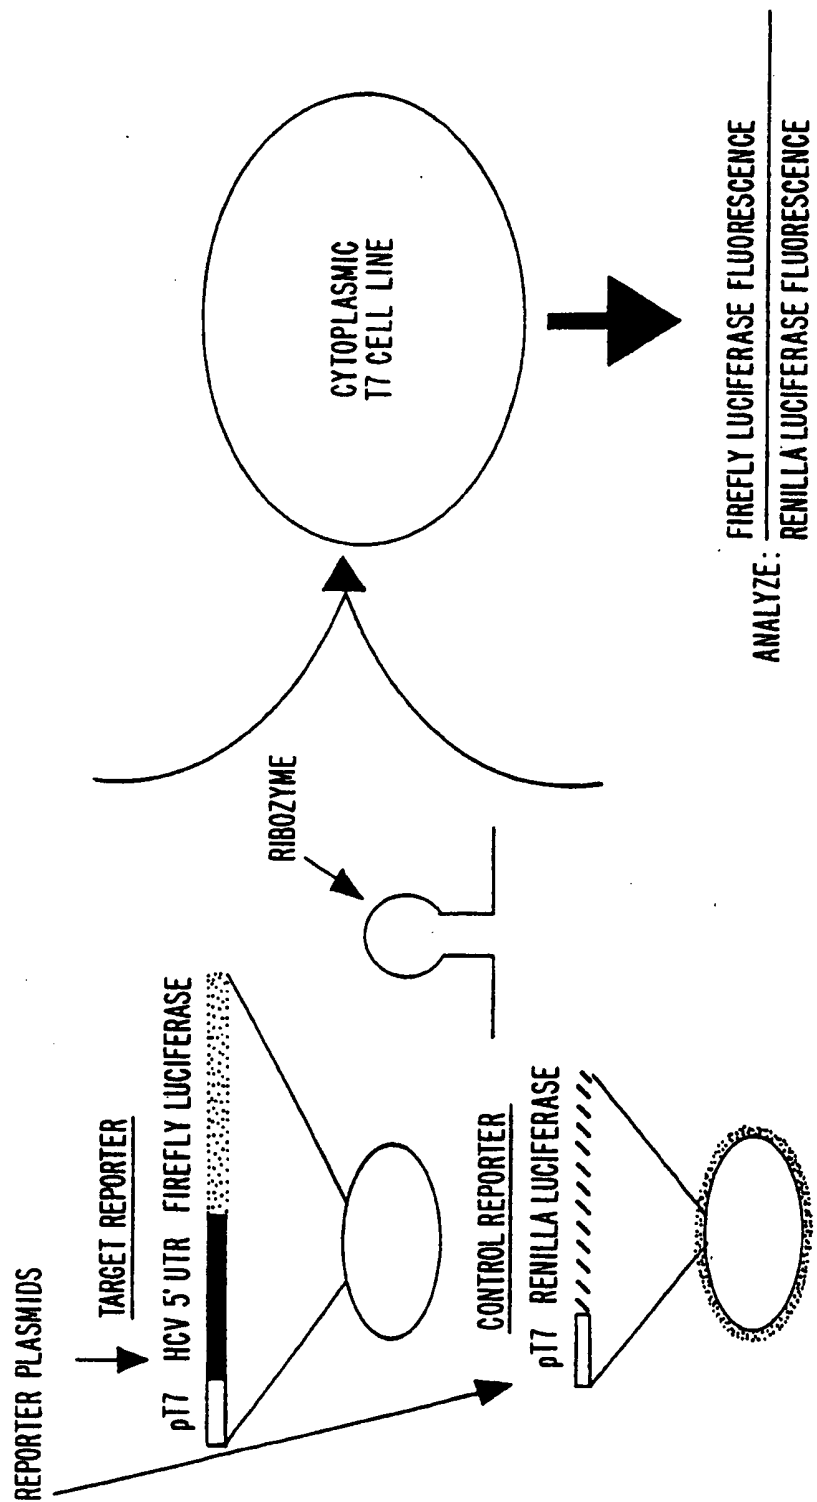 REPORTER PLASMIDS
TARGET REPORTER
pT7 HCV 5' UTR FIREFLY LUCIFERASE
CONTROL REPORTER
pT7 RENILLA LUCIFERASE
RIBOZYME
CYTOPLASMIC
T7 CELL LINE
ANALYZE:
FIREFLY LUCIFERASE FLUORESCENCE
RENILLA LUCIFERASE FLUORESCENCE